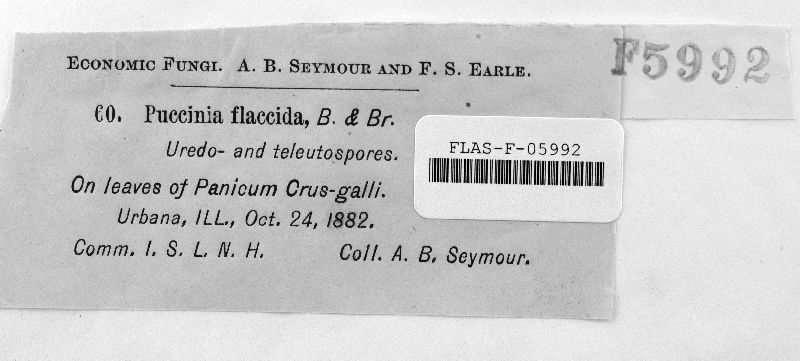 ECONOMIC FUNGI. A. B. SEYMOUR AND F. S. EARLE.
F5992
60. Puccinia flaccida, B. & Br.
Uredo- and teleutospores.
FLAS-F-05992
On leaves of Panicum Crus-galli.
Urbana, ILL., Oct. 24, 1882.
Comm. I. S. L. N. H. Coll. A. B. Seymour.